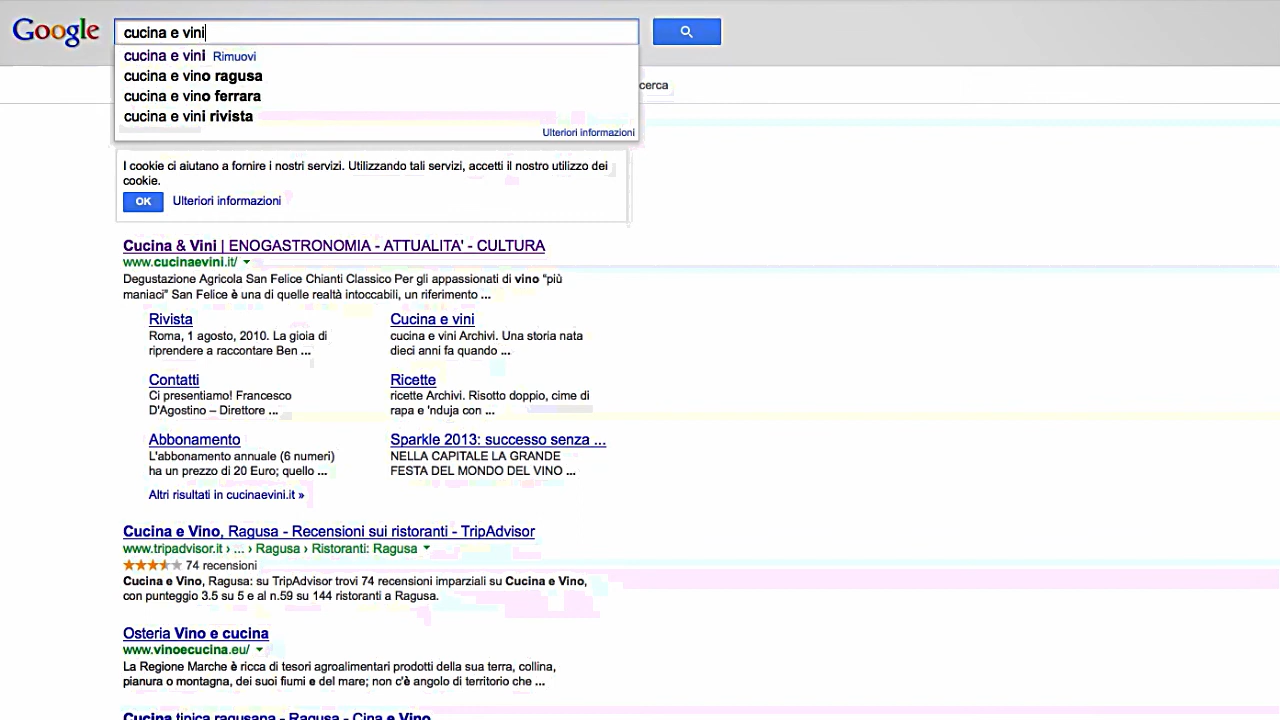 Google
cucina e vini
cucina e vini Rimuovi
cucina e vino ragusa
cucina e vino ferrara
cucina e vini rivista
cerca
Ulteriori informazioni
I cookie ci aiutano a fornire i nostri servizi. Utilizzando tali servizi, accetti il nostro utilizzo dei
cookie.
OK Ulteriori informazioni
Cucina & Vini | ENOGASTRONOMIA - ATTUALITA' - CULTURA
www.cucinaevini.it/
Degustazione Agricola San Felice Chianti Classico Per gli appassionati di vino “più
maniaci” San Felice è una di quelle realtà intoccabili, un riferimento ...
Rivista
Roma, 1 agosto, 2010. La gioia di
riprendere a raccontare Ben ...
Cucina e vini
cucina e vini Archivi. Una storia nata
dieci anni fa quando ...
Contatti
Ci presentiamo! Francesco
D'Agostino – Direttore ...
Ricette
ricette Archivi. Risotto doppio, cime di
rapa e 'nduja con ...
Abbonamento
L'abbonamento annuale (6 numeri)
ha un prezzo di 20 Euro; quello ...
Sparkle 2013: successo senza ...
NELLA CAPITALE LA GRANDE
FESTA DEL MONDO DEL VINO ...
Altri risultati in cucinaevini.it »
Cucina e Vino, Ragusa - Recensioni sui ristoranti - TripAdvisor
www.tripadvisor.it › ... › Ragusa › Ristoranti: Ragusa
74 recensioni
Cucina e Vino, Ragusa: su TripAdvisor trovi 74 recensioni imparziali su Cucina e Vino,
con punteggio 3.5 su 5 e al n.59 su 144 ristoranti a Ragusa.
Osteria Vino e cucina
www.vinoecucina.eu/
La Regione Marche è ricca di tesori agroalimentari prodotti della sua terra, collina,
pianura o montagna, dei suoi fiumi e del mare; non c'è angolo di territorio che ...
Cucina tipica ragusana - Ragusa - Cina e Vino